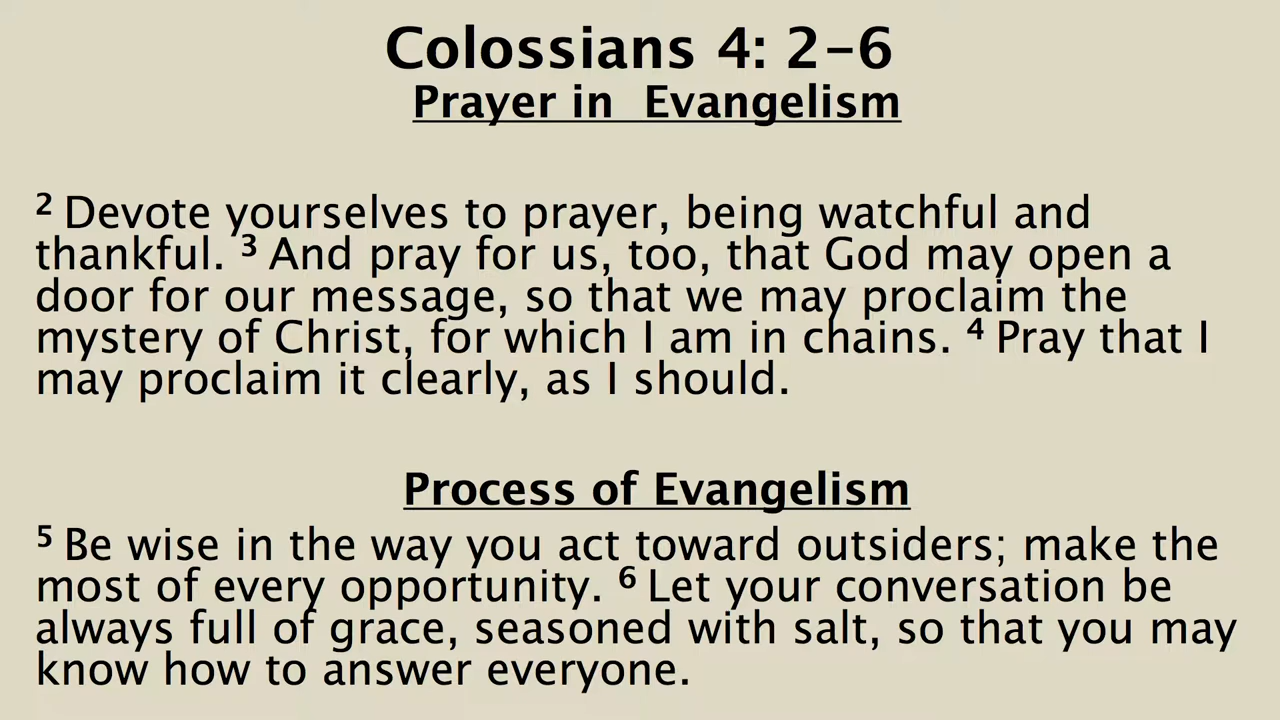 Colossians 4: 2-6
Prayer in  Evangelism
² Devote yourselves to prayer, being watchful and
thankful. ³ And pray for us, too, that God may open a
door for our message, so that we may proclaim the
mystery of Christ, for which I am in chains. ⁴ Pray that I
may proclaim it clearly, as I should.
Process of Evangelism
⁵ Be wise in the way you act toward outsiders; make the
most of every opportunity. ⁶ Let your conversation be
always full of grace, seasoned with salt, so that you may
know how to answer everyone.